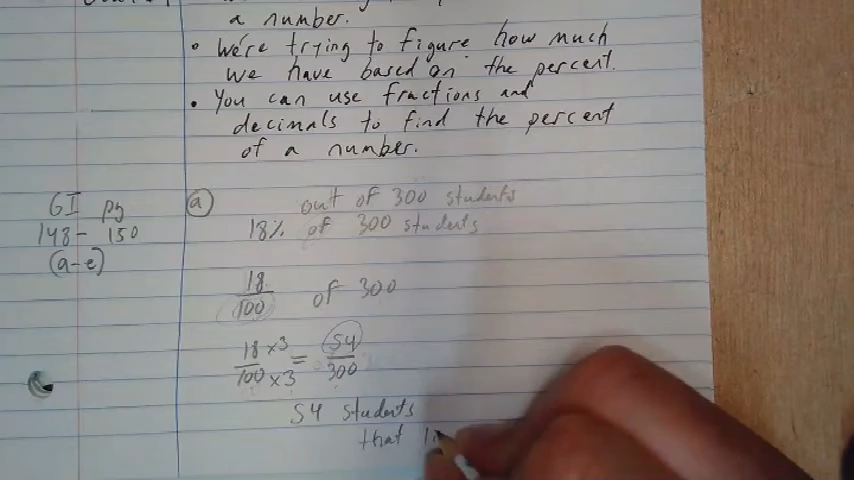 a number.
• We're trying to figure how much
we have based on the percent.
• You can use fractions and
decimals to find the percent
of a number.
GI pg
148- 150
(a-e)
a
out of 300 students
18% of 300 students
18/100 of 300
18 x 3 / 100 x 3 = 54/300
54 students
that